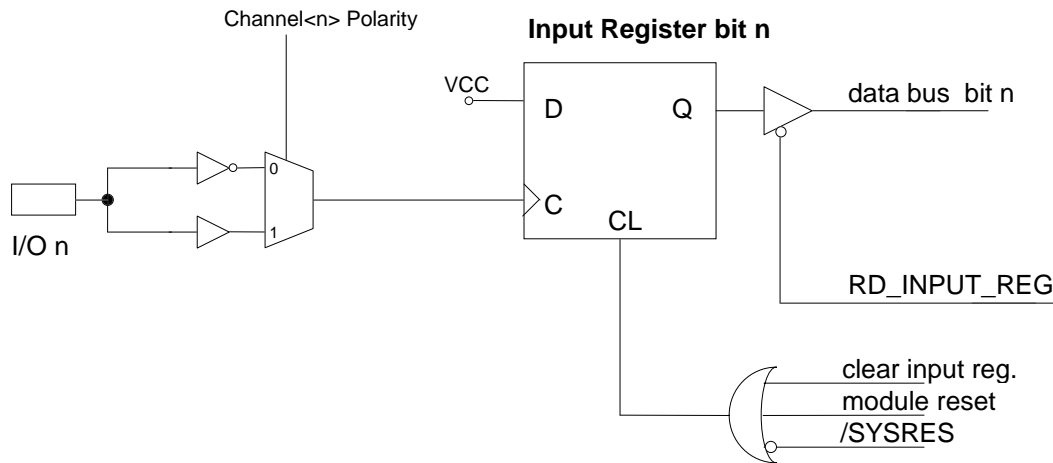 Channel<n> Polarity
Input Register bit n
VCC
D
Q
data bus bit n
0
1
C
CL
I/O n
RD_INPUT_REG
clear input reg.
module reset
/SYSRES